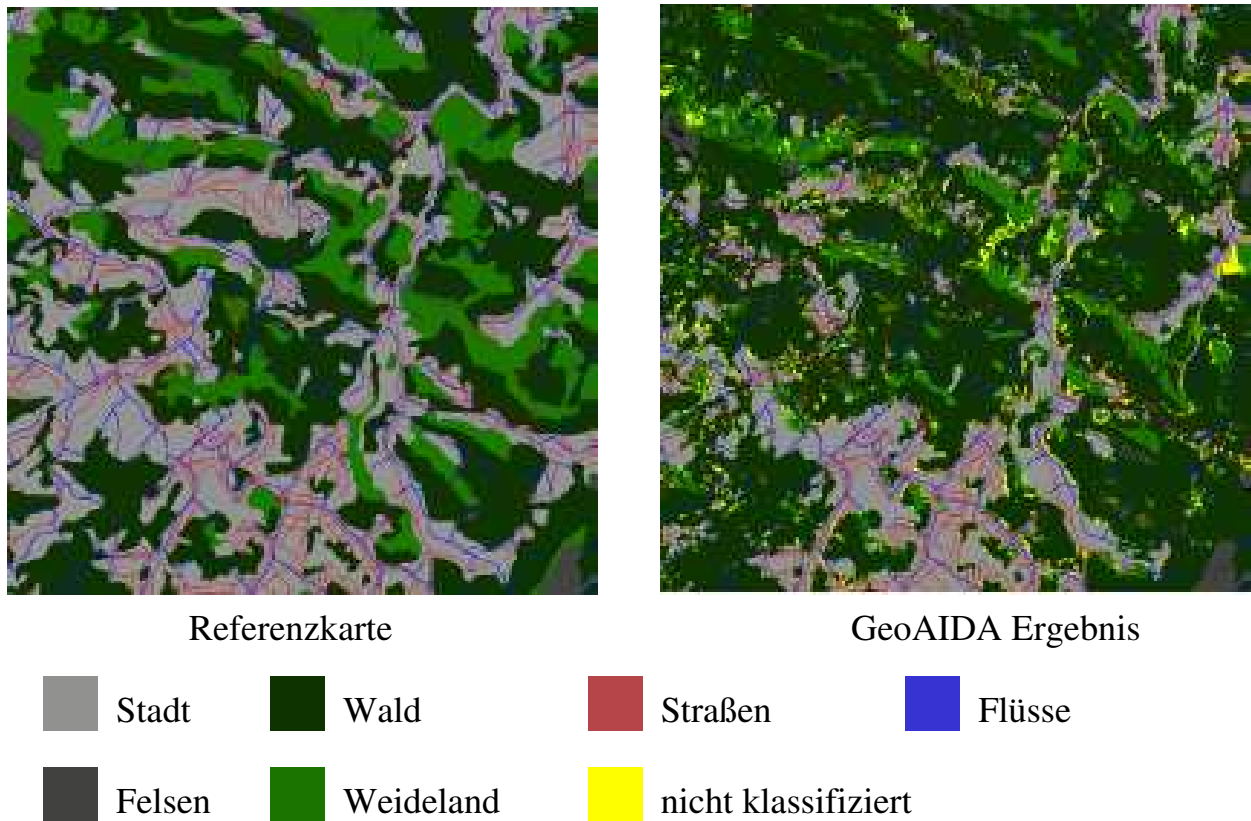 Referenzkarte
GeoAIDA Ergebnis
Stadt
Wald
Straßen
Flüsse
Felsen
Weideland
nicht klassifiziert